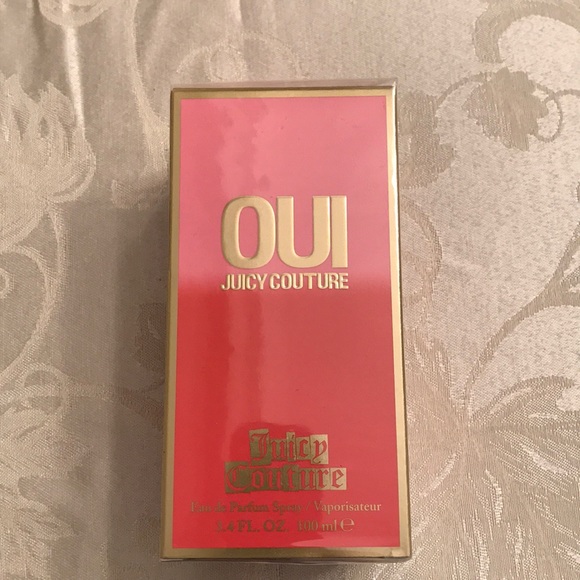 OUI
JUICY COUTURE
Juicy
Couture
Eau de Parfum Spray / Vaporisateur
3.4 FL. OZ. 100 ml ℮